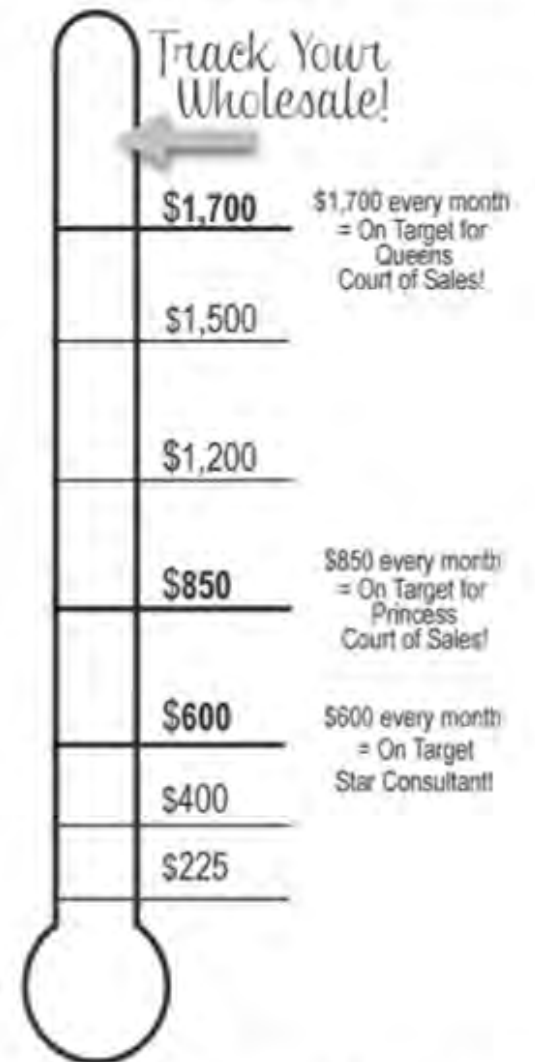 Track Your
Wholesale!
$1,700
$1,700 every month
= On Target for
Queens
Court of Sales!
$1,500
$1,200
$850
$850 every month
= On Target for
Princess
Court of Sales!
$600
$600 every month
= On Target
Star Consultant!
$400
$225